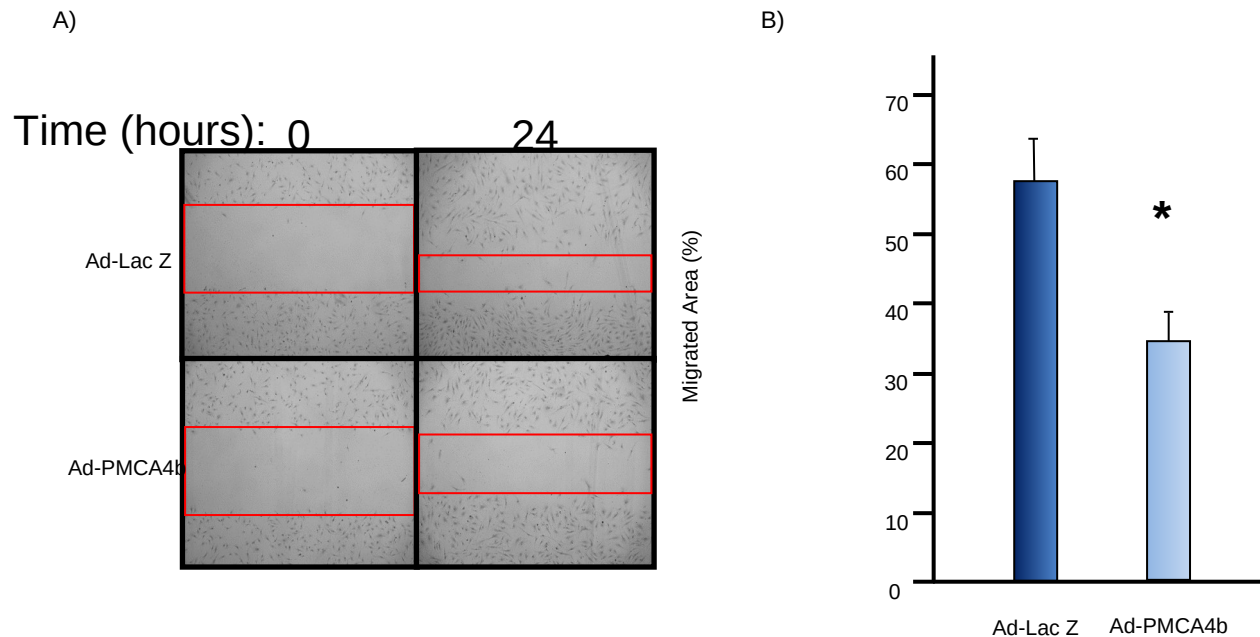 A)
B)
Time (hours): 0 24
Ad-Lac Z
Ad-PMCA4b
Migrated Area (%)
70
60
50
40
30
20
10
0
*
Ad-Lac Z Ad-PMCA4b